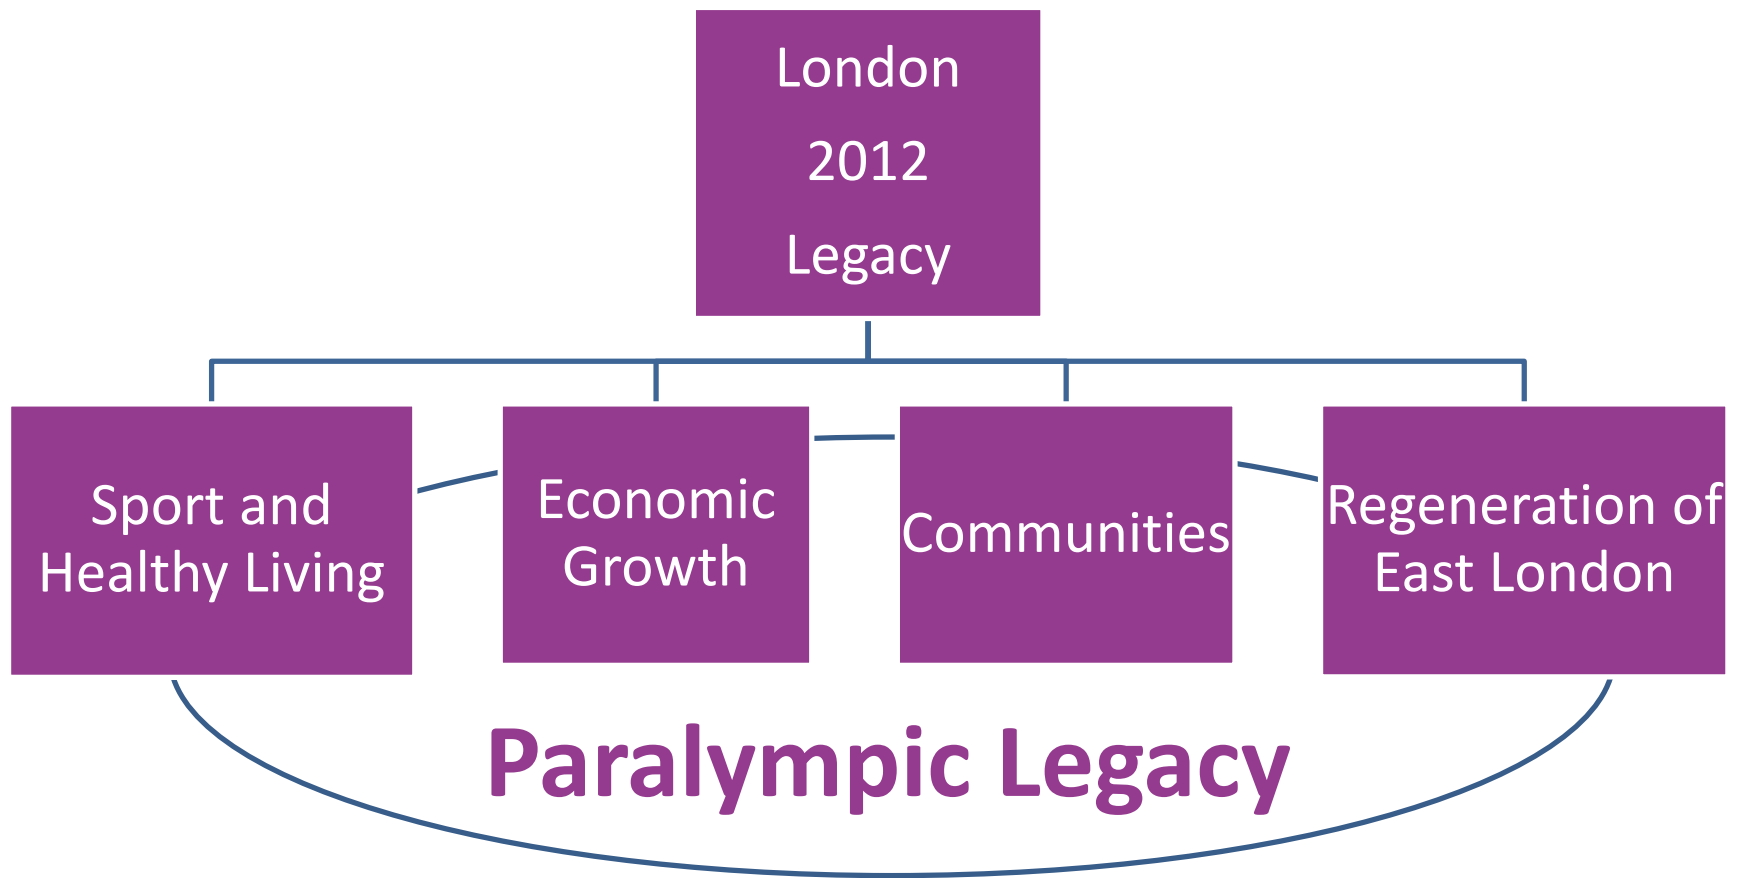 London
2012
Legacy
Sport and
Healthy Living
Economic
Growth
Communities
Regeneration of
East London
Paralympic Legacy